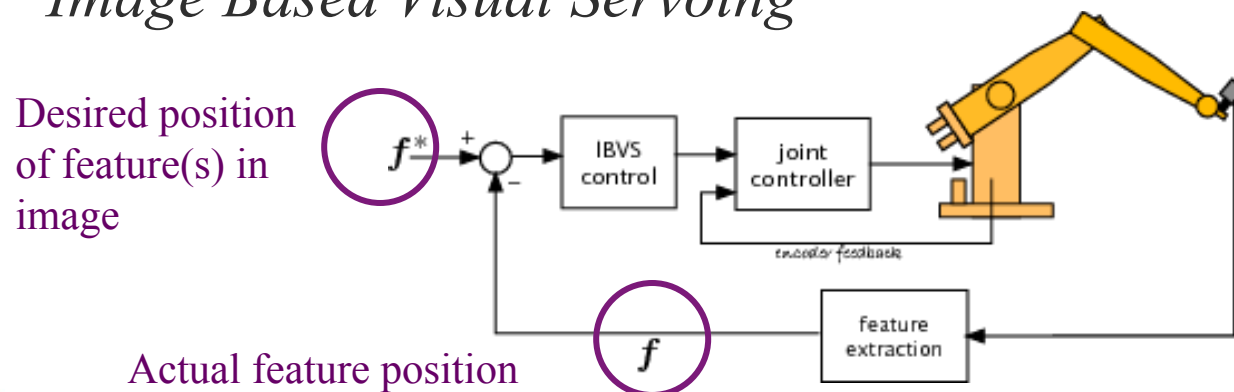 Image Based Visual Servoing
Desired position
of feature(s) in
image
f*
+
−
IBVS
control
joint
controller
encoder feedback
feature
extraction
f
Actual feature position